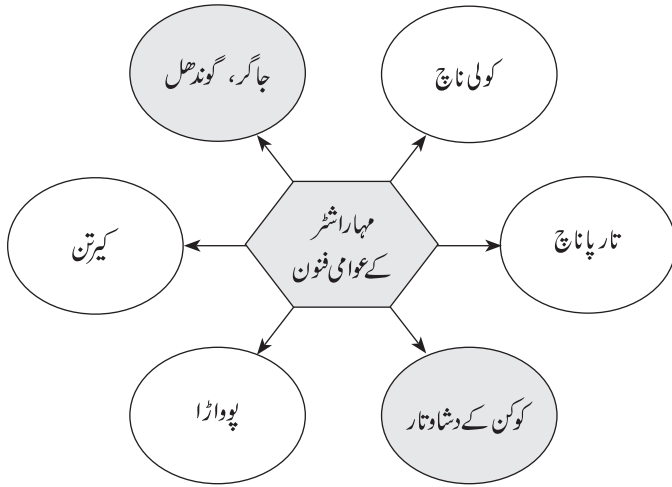 جاگر، گوندھل
کولی ناچ
مہاراشٹر
کے عوامی فنون
کیرتن
تارپا ناچ
پوواڑا
کوکن کے دشاوتار